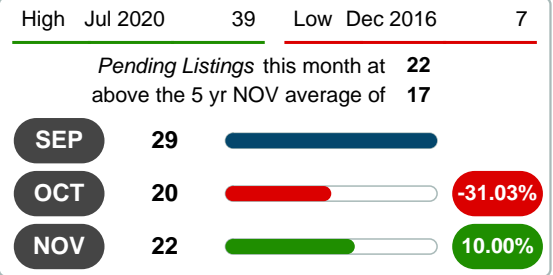 High Jul 2020 39 Low Dec 2016 7
Pending Listings this month at 22
above the 5 yr NOV average of 17
SEP 29
OCT 20 -31.03%
NOV 22 10.00%